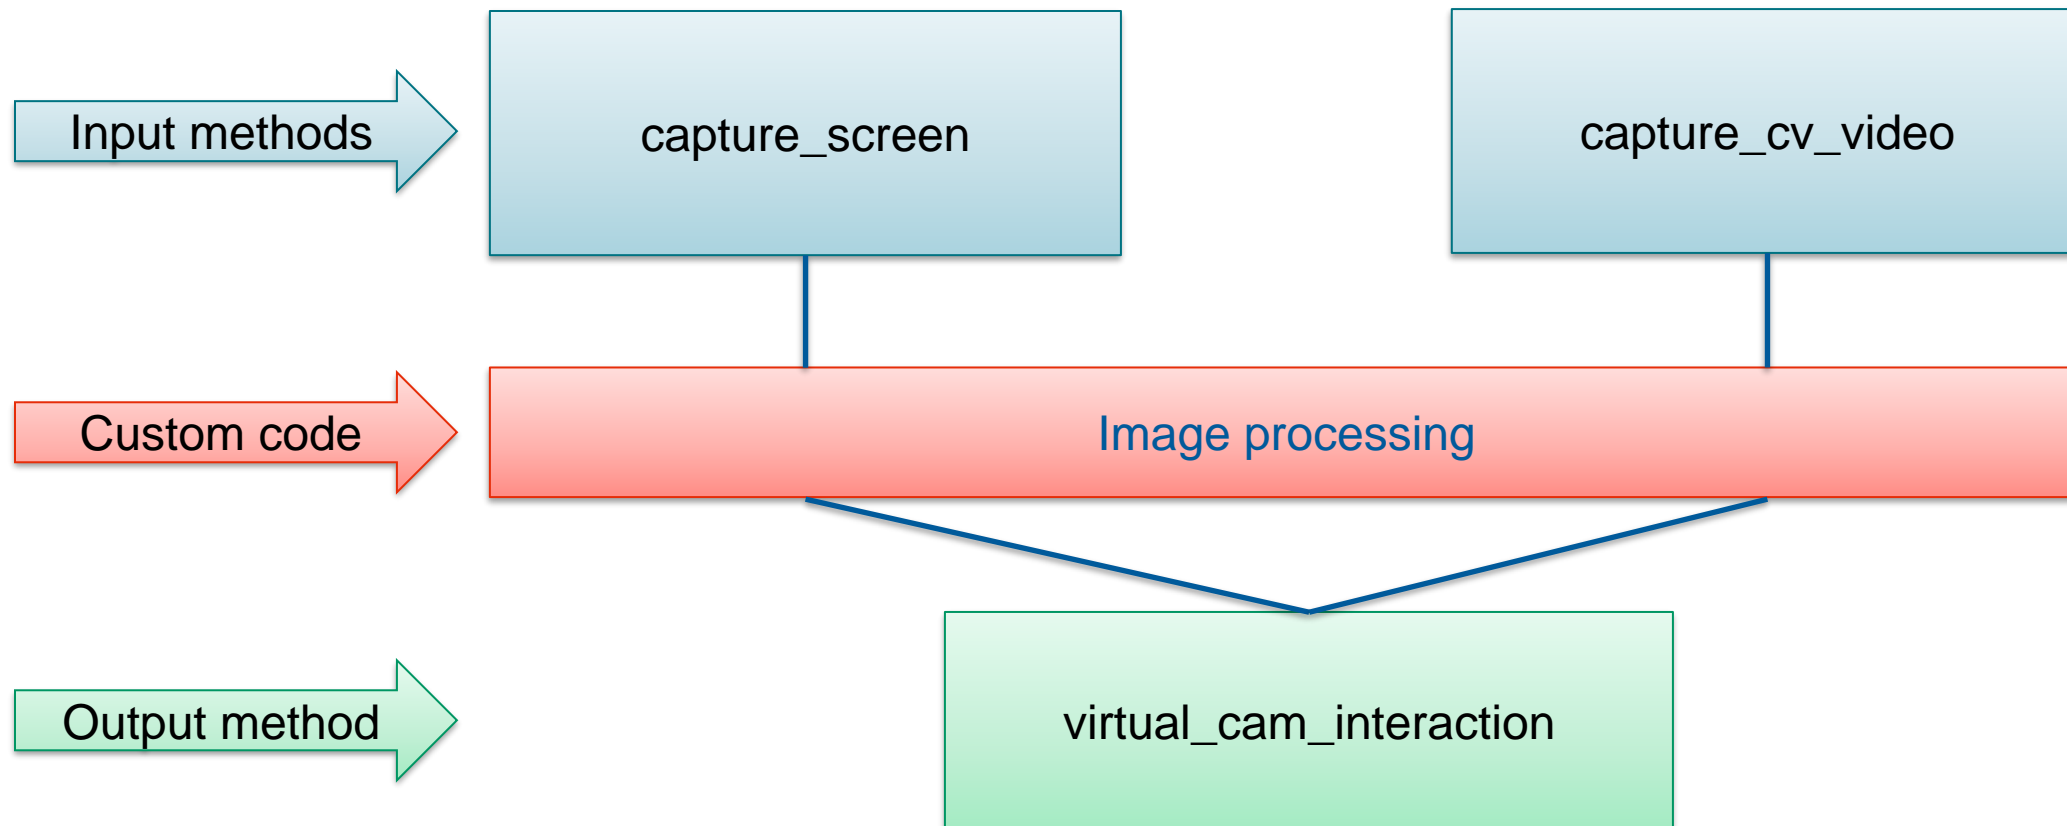 Input methods
capture_screen
capture_cv_video
Custom code
Image processing
Output method
virtual_cam_interaction